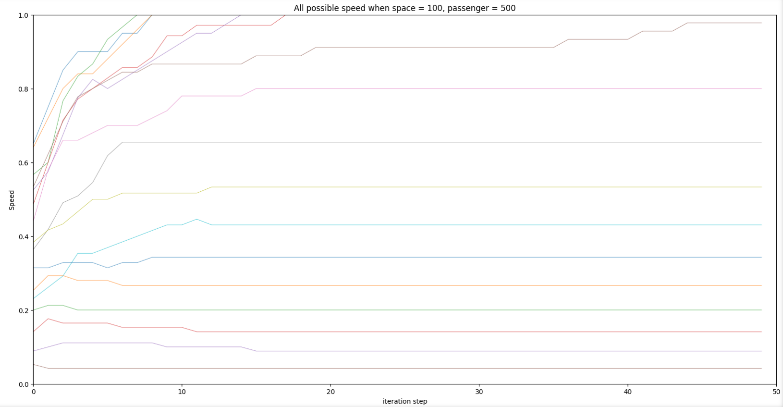 All possible speed when space = 100, passenger = 500
1.0
0.8
0.6
Speed
0.4
0.2
0.0
0 10 20 30 40 50
iteration step